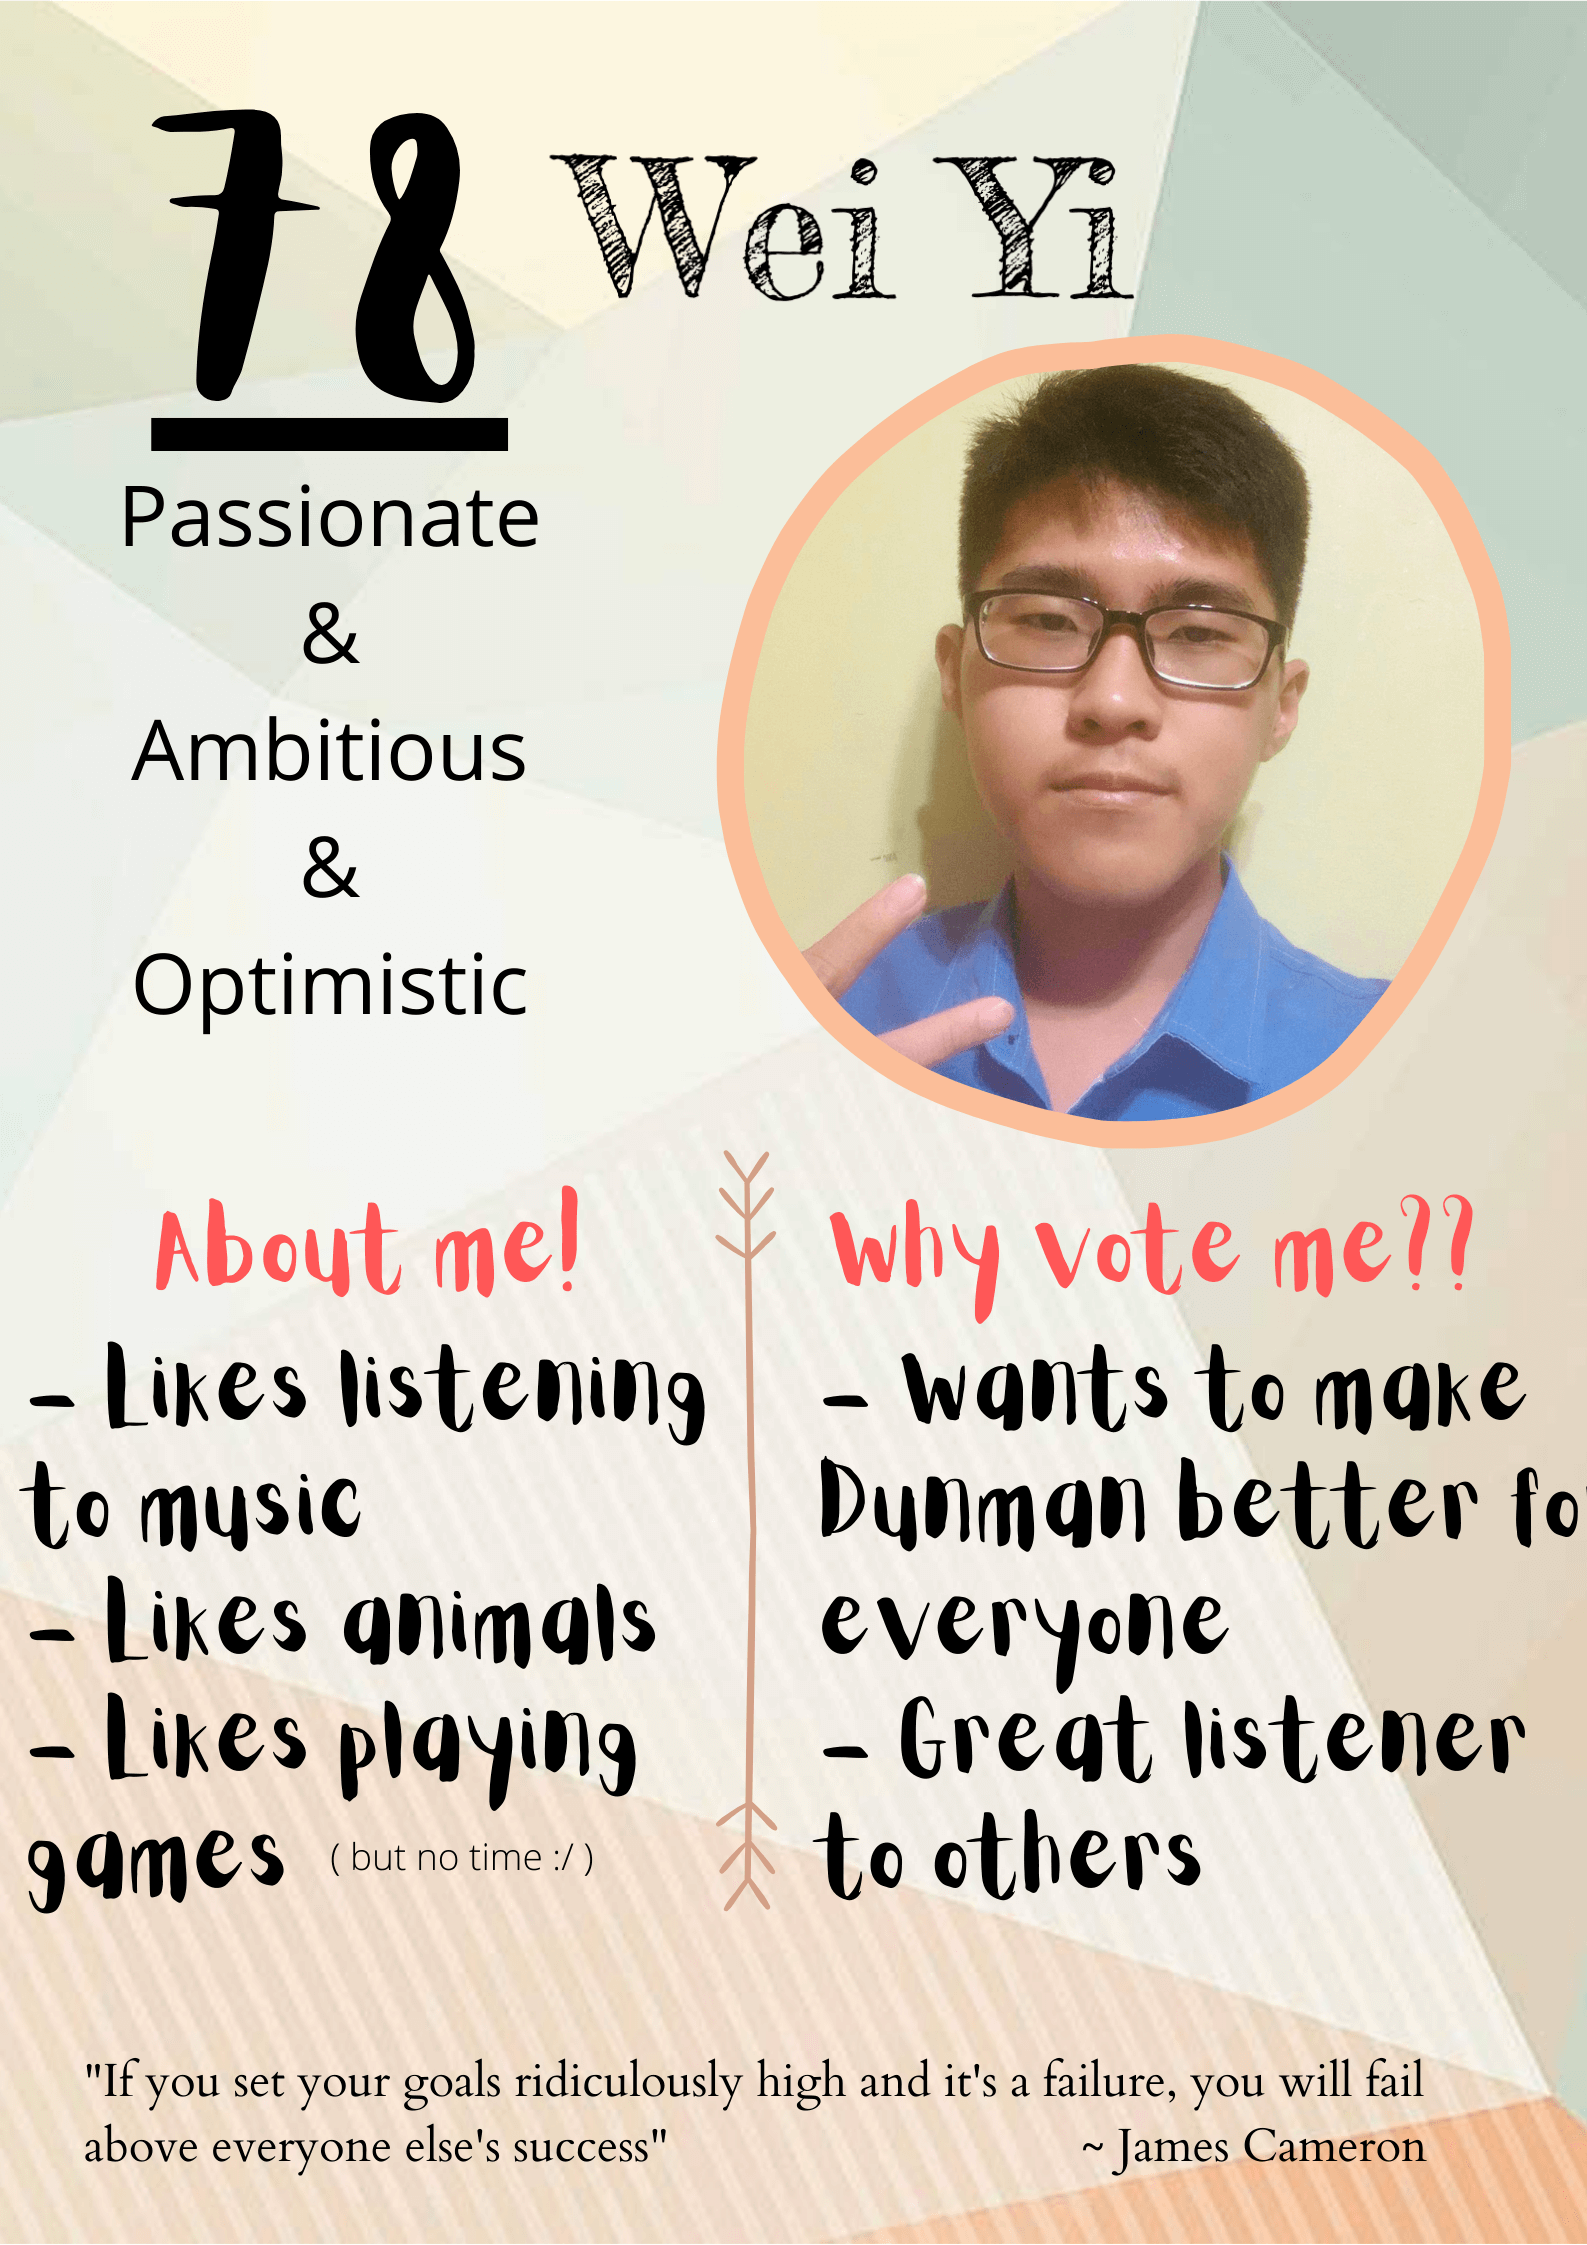 78 Wei Yi
Passionate
&
Ambitious
&
Optimistic
About me!
- Likes listening
to music
- Likes animals
- Likes playing
games ( but no time :/ )
Why vote me??
- Wants to make
Dunman better fo
everyone
- Great listener
to others
"If you set your goals ridiculously high and it's a failure, you will fail
above everyone else's success" ~ James Cameron